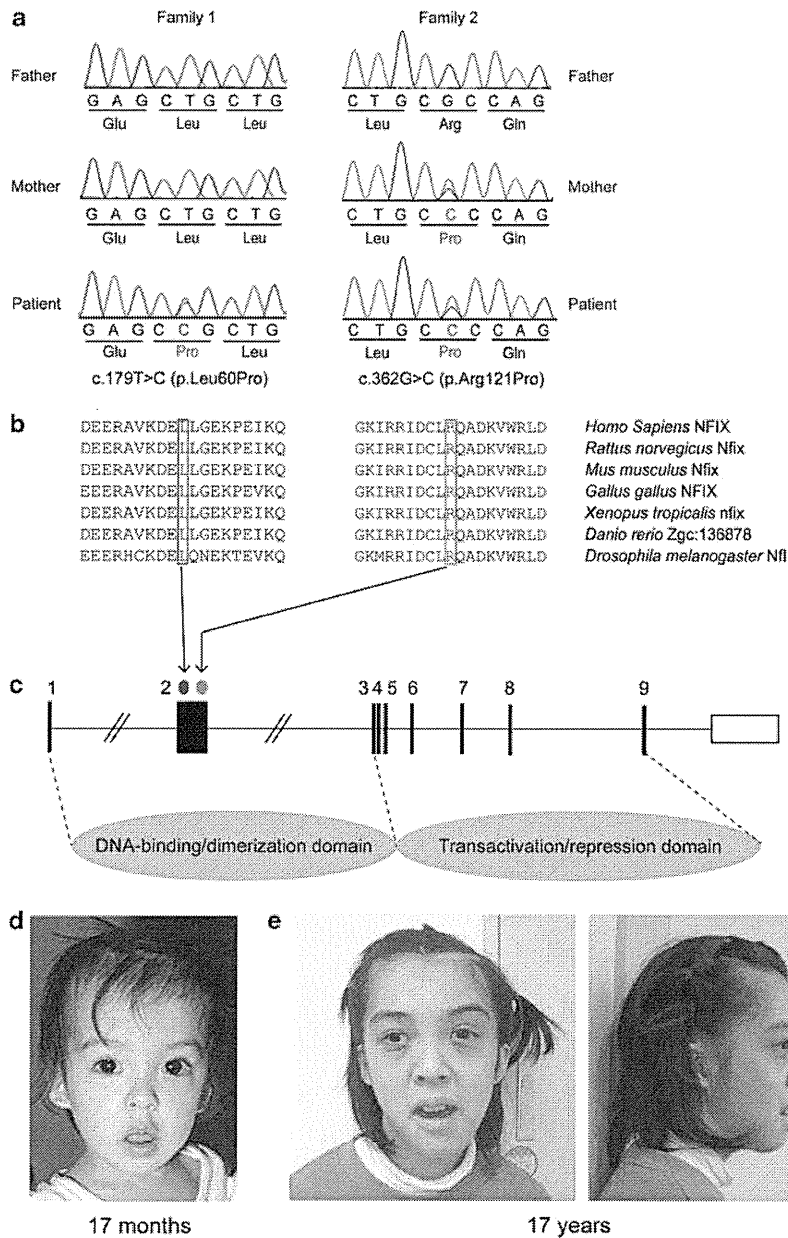 a Family 1 Family 2
Father Father
G A G C T G C T G C T G C G C C A G
Glu Leu Leu Leu Arg Gln
Mother Mother
G A G C T G C T G C T G C C C C A G
Glu Leu Leu Leu Pro Gln
Patient Patient
G A G C C G C T G C T G C C C C A G
Glu Pro Leu Leu Pro Gln
c.179T>C (p.Leu60Pro) c.362G>C (p.Arg121Pro)
b DEERAVKDELLGEKPEIKQ GKIRRIDCLRQADKVWRLD Homo Sapiens NFIX
DEERAVKDELLGEKPEIKQ GKIRRIDCLRQADKVWRLD Rattus norvegicus Nfix
DEERAVKDELLGEKPEIKQ GKIRRIDCLRQADKVWRLD Mus musculus Nfix
EEERAVKDELLGEKPEVKQ GKIRRIDCLRQADKVWRLD Gallus gallus NFIX
DEERAVKDELLGEKPEIKQ GKIRRIDCLRQADKVWRLD Xenopus tropicalis nfix
DEERAVKDELLGEKPEIKQ GKIRRIDCLRQADKVWRLD Danio rerio Zgc:136878
EEERHCKDELQNEKTEVKQ GKMRRIDCLRQADKVWRLD Drosophila melanogaster NfI
c 1 2 3 4 5 6 7 8 9
DNA-binding/dimerization domain Transactivation/repression domain
d e
17 months 17 years